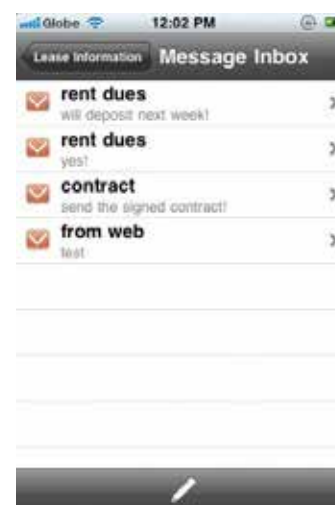 Globe 12:02 PM
Lease Information Message Inbox
rent dues
will deposit next week!
rent dues
yes!
contract
send the signed contract!
from web
test